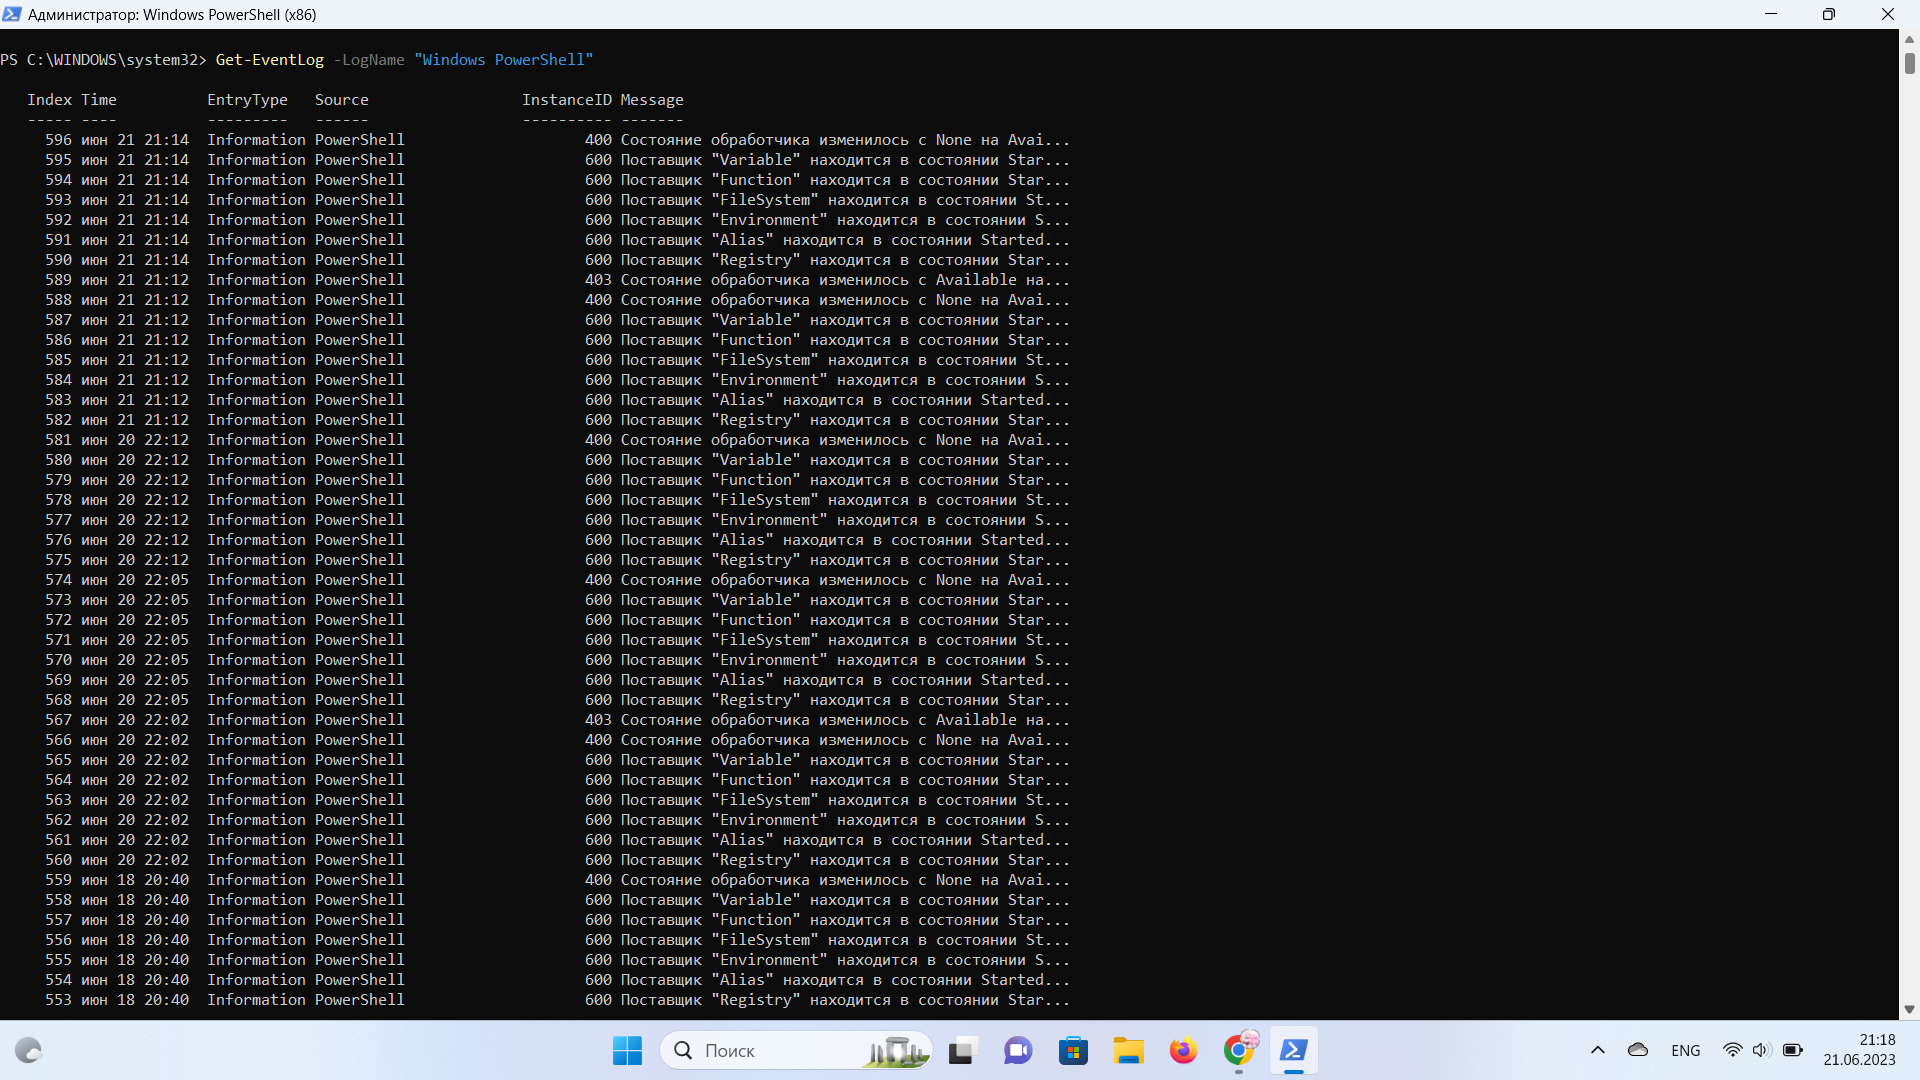 Администратор: Windows PowerShell (x86)
PS C:\WINDOWS\system32> Get-EventLog -LogName "Windows PowerShell"
Index Time EntryType Source InstanceID Message
----- ---- --------- ------ ---------- -------
596 июн 21 21:14 Information PowerShell 400 Состояние обработчика изменилось с None на Avai...
595 июн 21 21:14 Information PowerShell 600 Поставщик "Variable" находится в состоянии Star...
594 июн 21 21:14 Information PowerShell 600 Поставщик "Function" находится в состоянии Star...
593 июн 21 21:14 Information PowerShell 600 Поставщик "FileSystem" находится в состоянии St...
592 июн 21 21:14 Information PowerShell 600 Поставщик "Environment" находится в состоянии S...
591 июн 21 21:14 Information PowerShell 600 Поставщик "Alias" находится в состоянии Started...
590 июн 21 21:14 Information PowerShell 600 Поставщик "Registry" находится в состоянии Star...
589 июн 21 21:12 Information PowerShell 403 Состояние обработчика изменилось с Available на...
588 июн 21 21:12 Information PowerShell 400 Состояние обработчика изменилось с None на Avai...
587 июн 21 21:12 Information PowerShell 600 Поставщик "Variable" находится в состоянии Star...
586 июн 21 21:12 Information PowerShell 600 Поставщик "Function" находится в состоянии Star...
585 июн 21 21:12 Information PowerShell 600 Поставщик "FileSystem" находится в состоянии St...
584 июн 21 21:12 Information PowerShell 600 Поставщик "Environment" находится в состоянии S...
583 июн 21 21:12 Information PowerShell 600 Поставщик "Alias" находится в состоянии Started...
582 июн 21 21:12 Information PowerShell 600 Поставщик "Registry" находится в состоянии Star...
581 июн 20 22:12 Information PowerShell 400 Состояние обработчика изменилось с None на Avai...
580 июн 20 22:12 Information PowerShell 600 Поставщик "Variable" находится в состоянии Star...
579 июн 20 22:12 Information PowerShell 600 Поставщик "Function" находится в состоянии Star...
578 июн 20 22:12 Information PowerShell 600 Поставщик "FileSystem" находится в состоянии St...
577 июн 20 22:12 Information PowerShell 600 Поставщик "Environment" находится в состоянии S...
576 июн 20 22:12 Information PowerShell 600 Поставщик "Alias" находится в состоянии Started...
575 июн 20 22:12 Information PowerShell 600 Поставщик "Registry" находится в состоянии Star...
574 июн 20 22:05 Information PowerShell 400 Состояние обработчика изменилось с None на Avai...
573 июн 20 22:05 Information PowerShell 600 Поставщик "Variable" находится в состоянии Star...
572 июн 20 22:05 Information PowerShell 600 Поставщик "Function" находится в состоянии Star...
571 июн 20 22:05 Information PowerShell 600 Поставщик "FileSystem" находится в состоянии St...
570 июн 20 22:05 Information PowerShell 600 Поставщик "Environment" находится в состоянии S...
569 июн 20 22:05 Information PowerShell 600 Поставщик "Alias" находится в состоянии Started...
568 июн 20 22:05 Information PowerShell 600 Поставщик "Registry" находится в состоянии Star...
567 июн 20 22:02 Information PowerShell 403 Состояние обработчика изменилось с Available на...
566 июн 20 22:02 Information PowerShell 400 Состояние обработчика изменилось с None на Avai...
565 июн 20 22:02 Information PowerShell 600 Поставщик "Variable" находится в состоянии Star...
564 июн 20 22:02 Information PowerShell 600 Поставщик "Function" находится в состоянии Star...
563 июн 20 22:02 Information PowerShell 600 Поставщик "FileSystem" находится в состоянии St...
562 июн 20 22:02 Information PowerShell 600 Поставщик "Environment" находится в состоянии S...
561 июн 20 22:02 Information PowerShell 600 Поставщик "Alias" находится в состоянии Started...
560 июн 20 22:02 Information PowerShell 600 Поставщик "Registry" находится в состоянии Star...
559 июн 18 20:40 Information PowerShell 400 Состояние обработчика изменилось с None на Avai...
558 июн 18 20:40 Information PowerShell 600 Поставщик "Variable" находится в состоянии Star...
557 июн 18 20:40 Information PowerShell 600 Поставщик "Function" находится в состоянии Star...
556 июн 18 20:40 Information PowerShell 600 Поставщик "FileSystem" находится в состоянии St...
555 июн 18 20:40 Information PowerShell 600 Поставщик "Environment" находится в состоянии S...
554 июн 18 20:40 Information PowerShell 600 Поставщик "Alias" находится в состоянии Started...
553 июн 18 20:40 Information PowerShell 600 Поставщик "Registry" находится в состоянии Star...
Поиск
ENG
21:18
21.06.2023